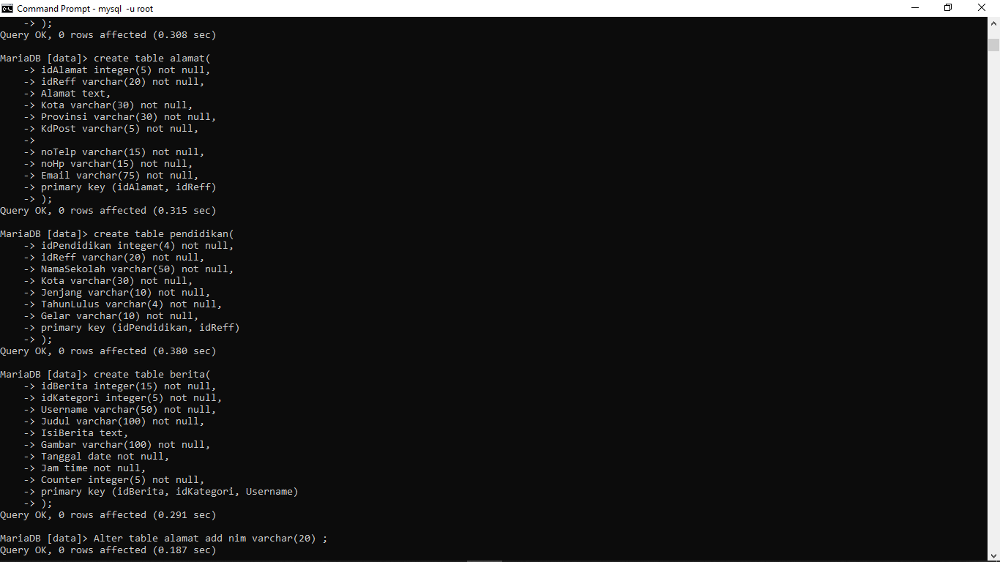 Command Prompt - mysql -u root
-> );
Query OK, 0 rows affected (0.308 sec)
MariaDB [data]> create table alamat(
-> idAlamat integer(5) not null,
-> idReff varchar(20) not null,
-> Alamat text,
-> Kota varchar(30) not null,
-> Provinsi varchar(30) not null,
-> KdPost varchar(5) not null,
->
-> noTelp varchar(15) not null,
-> noHp varchar(15) not null,
-> Email varchar(75) not null,
-> primary key (idAlamat, idReff)
-> );
Query OK, 0 rows affected (0.315 sec)
MariaDB [data]> create table pendidikan(
-> idPendidikan integer(4) not null,
-> idReff varchar(20) not null,
-> NamaSekolah varchar(50) not null,
-> Kota varchar(30) not null,
-> Jenjang varchar(10) not null,
-> TahunLulus varchar(4) not null,
-> Gelar varchar(10) not null,
-> primary key (idPendidikan, idReff)
-> );
Query OK, 0 rows affected (0.380 sec)
MariaDB [data]> create table berita(
-> idBerita integer(15) not null,
-> idKategori integer(5) not null,
-> Username varchar(50) not null,
-> Judul varchar(100) not null,
-> IsiBerita text,
-> Gambar varchar(100) not null,
-> Tanggal date not null,
-> Jam time not null,
-> Counter integer(5) not null,
-> primary key (idBerita, idKategori, Username)
-> );
Query OK, 0 rows affected (0.291 sec)
MariaDB [data]> Alter table alamat add nim varchar(20) ;
Query OK, 0 rows affected (0.187 sec)